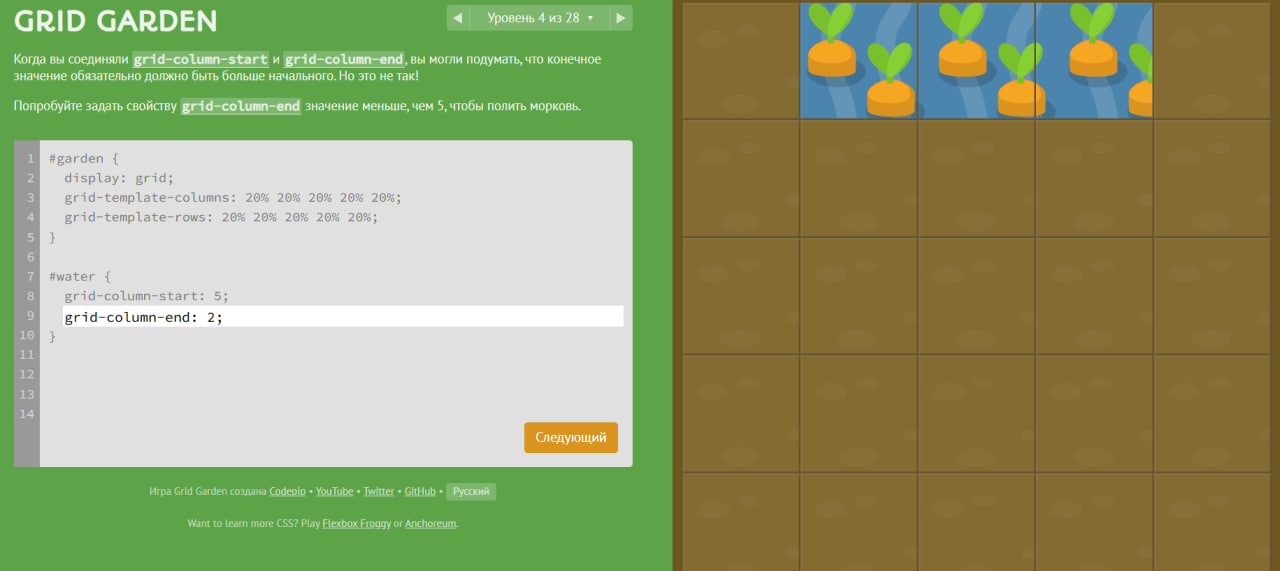 GRID GARDEN
◀ Уровень 4 из 28 ▾ ▶
Когда вы соединяли grid-column-start и grid-column-end, вы могли подумать, что конечное
значение обязательно должно быть больше начального. Но это не так!
Попробуйте задать свойству grid-column-end значение меньше, чем 5, чтобы полить морковь.
1 #garden {
2 display: grid;
3 grid-template-columns: 20% 20% 20% 20% 20%;
4 grid-template-rows: 20% 20% 20% 20% 20%;
5 }
6
7 #water {
8 grid-column-start: 5;
9 grid-column-end: 2;
10 }
11
12
13
14
Следующий
Игра Grid Garden создана Codepip • YouTube • Twitter • GitHub • Русский
Want to learn more CSS? Play Flexbox Froggy or Anchoreum.